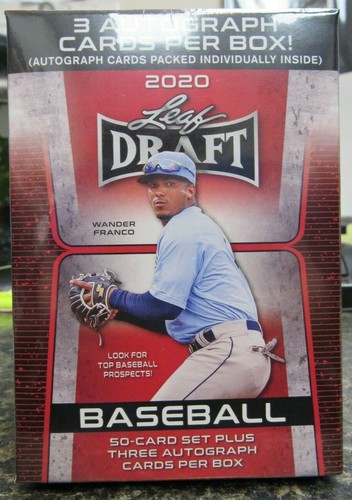 3 AUTOGRAPH
CARDS PER BOX!
(AUTOGRAPH CARDS PACKED INDIVIDUALLY INSIDE)
2020
Leaf
DRAFT
WANDER
FRANCO
LOOK FOR
TOP BASEBALL
PROSPECTS!
BASEBALL
50-CARD SET PLUS
THREE AUTOGRAPH
CARDS PER BOX